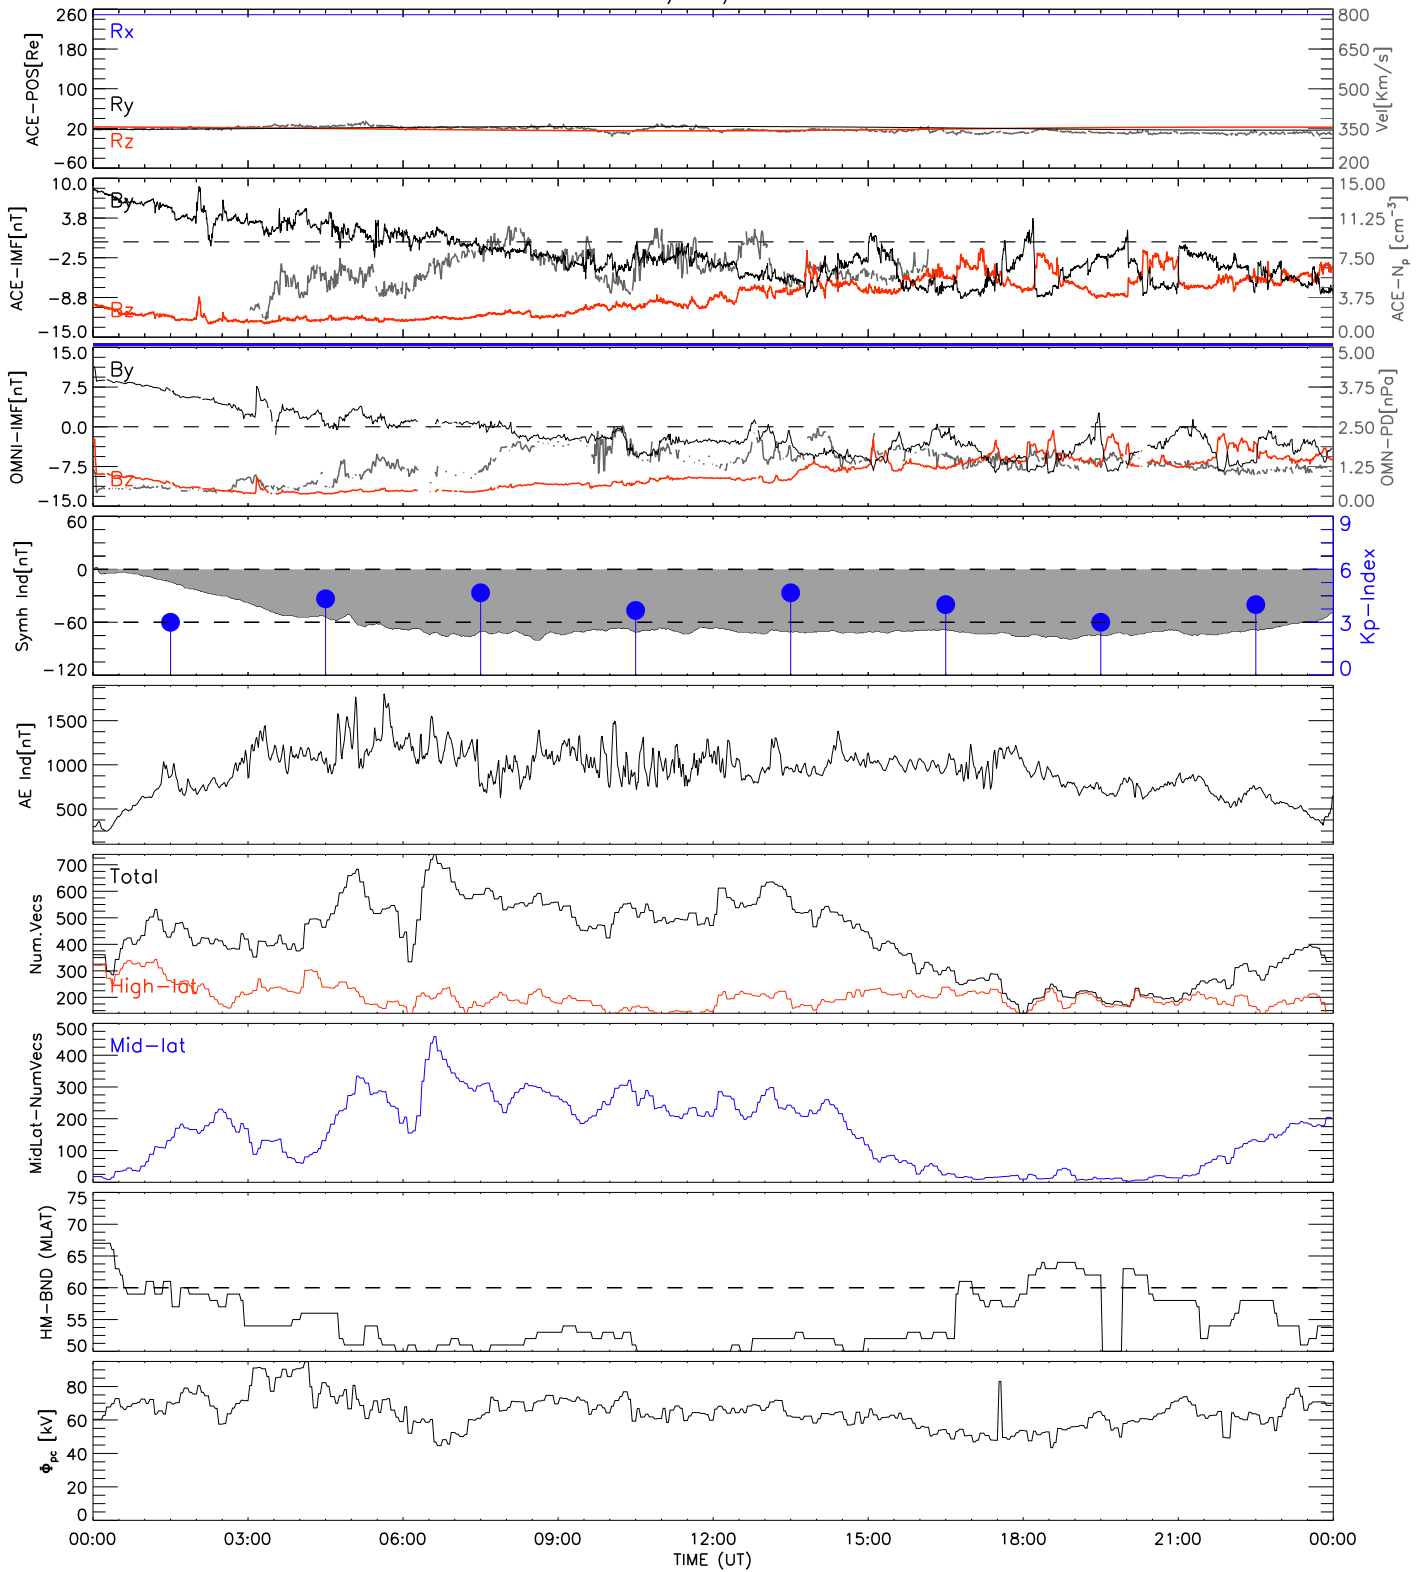 260
180
100
20
−60
ACE−POS[Re]
Rx
Ry
Rz
800
650
500
350
200
Vel[Km/s]
10.0
3.8
−2.5
−8.8
−15.0
ACE−IMF[nT]
By
Bz
15.00
11.25
7.50
3.75
0.00
ACE−Np [cm−3]
15.0
7.5
0.0
−7.5
−15.0
OMNI−IMF[nT]
By
Bz
5.00
3.75
2.50
1.25
0.00
OMN−PD[nPa]
60
0
−60
−120
Symh Ind[nT]
9
6
3
0
Kp−Index
1500
1000
500
AE Ind[nT]
700
600
500
400
300
200
Num.Vecs
Total
High−lat
500
400
300
200
100
0
MidLat−NumVecs
Mid−lat
75
70
65
60
55
50
HM−BND (MLAT)
80
60
40
20
0
Φpc [kV]
00:00 03:00 06:00 09:00 12:00 15:00 18:00 21:00 00:00
TIME (UT)